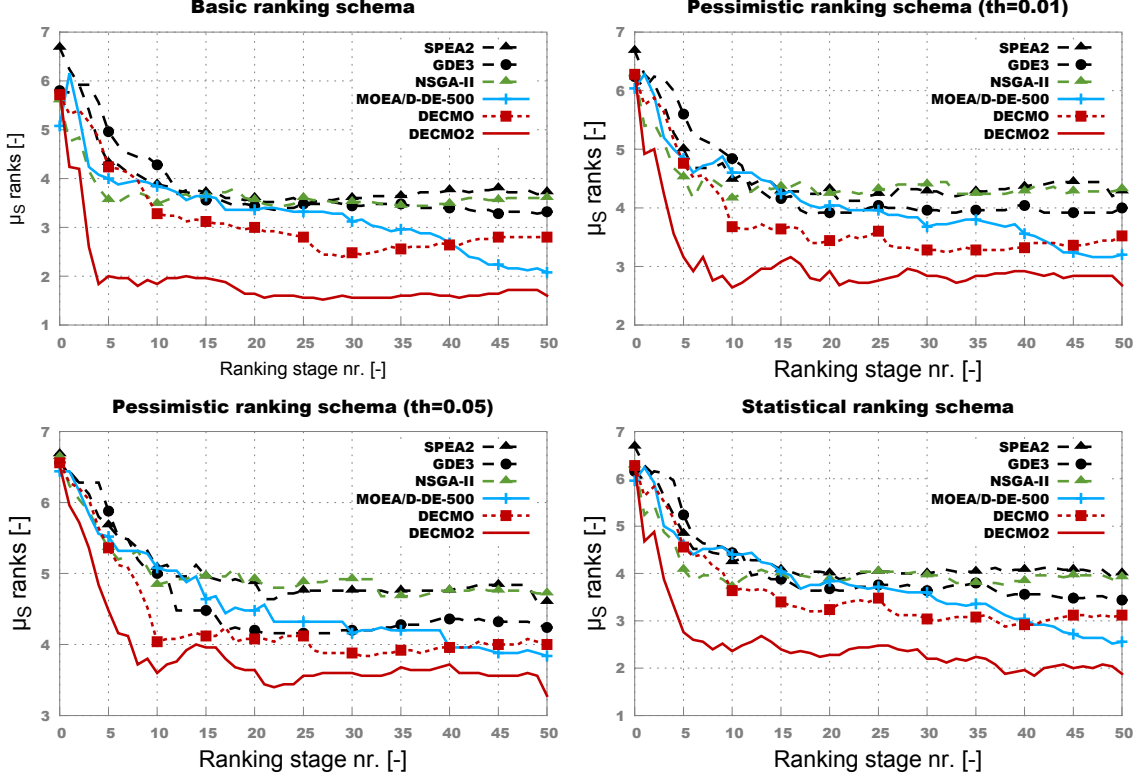 Basic ranking schema
7
6
5
4
3
2
1
μS ranks [-]
SPEA2
GDE3
NSGA-II
MOEA/D-DE-500
DECMO
DECMO2
0 5 10 15 20 25 30 35 40 45 50
Ranking stage nr. [-]
Pessimistic ranking schema (th=0.01)
7
6
5
4
3
2
μS ranks [-]
SPEA2
GDE3
NSGA-II
MOEA/D-DE-500
DECMO
DECMO2
0 5 10 15 20 25 30 35 40 45 50
Ranking stage nr. [-]
Pessimistic ranking schema (th=0.05)
7
6
5
4
3
μS ranks [-]
SPEA2
GDE3
NSGA-II
MOEA/D-DE-500
DECMO
DECMO2
0 5 10 15 20 25 30 35 40 45 50
Ranking stage nr. [-]
Statistical ranking schema
7
6
5
4
3
2
1
μS ranks [-]
SPEA2
GDE3
NSGA-II
MOEA/D-DE-500
DECMO
DECMO2
0 5 10 15 20 25 30 35 40 45 50
Ranking stage nr. [-]